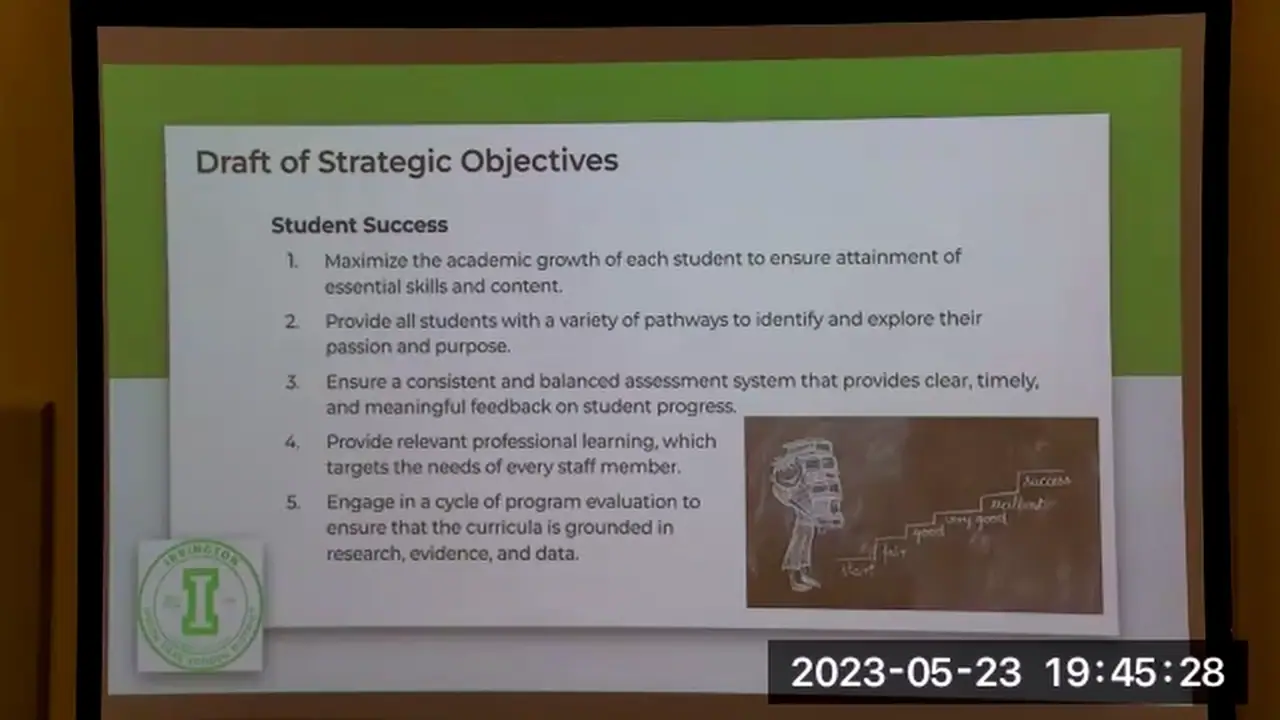 Draft of Strategic Objectives
Student Success
1. Maximize the academic growth of each student to ensure attainment of
essential skills and content.
2. Provide all students with a variety of pathways to identify and explore their
passion and purpose.
3. Ensure a consistent and balanced assessment system that provides clear, timely,
and meaningful feedback on student progress.
4. Provide relevant professional learning, which
targets the needs of every staff member.
5. Engage in a cycle of program evaluation to
ensure that the curricula is grounded in
research, evidence, and data.
success
excellent
very good
good
fair
start
IRVINGTON
I
2023-05-23 19:45:28